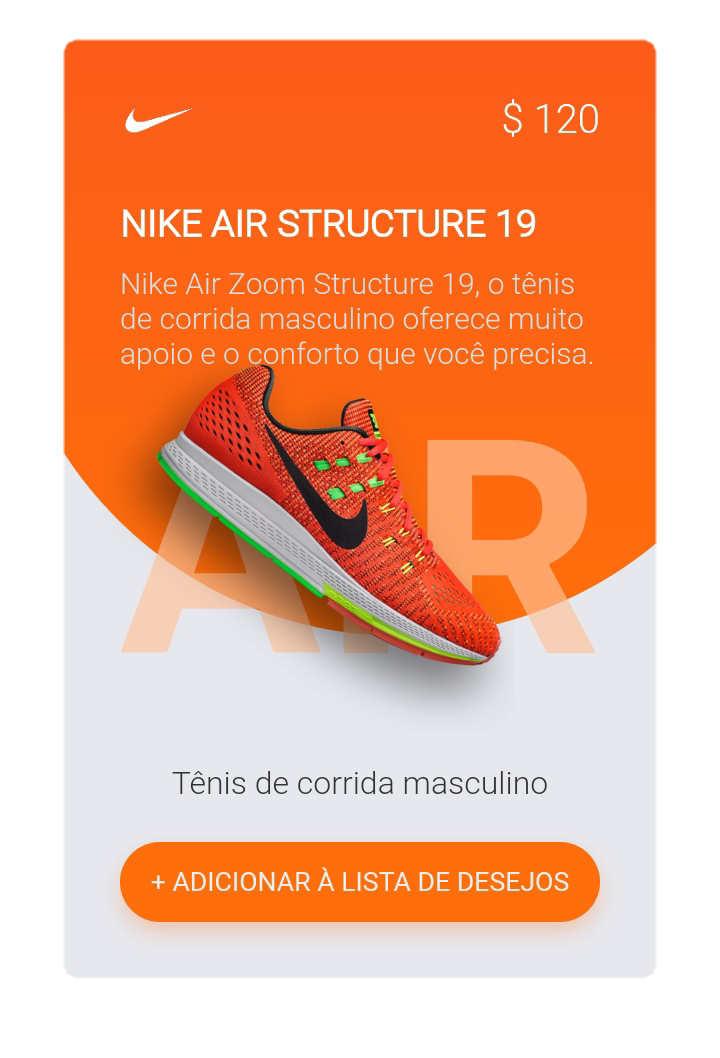 $ 120
NIKE AIR STRUCTURE 19
Nike Air Zoom Structure 19, o tênis
de corrida masculino oferece muito
apoio e o conforto que você precisa.
AIR
Tênis de corrida masculino
+ ADICIONAR À LISTA DE DESEJOS